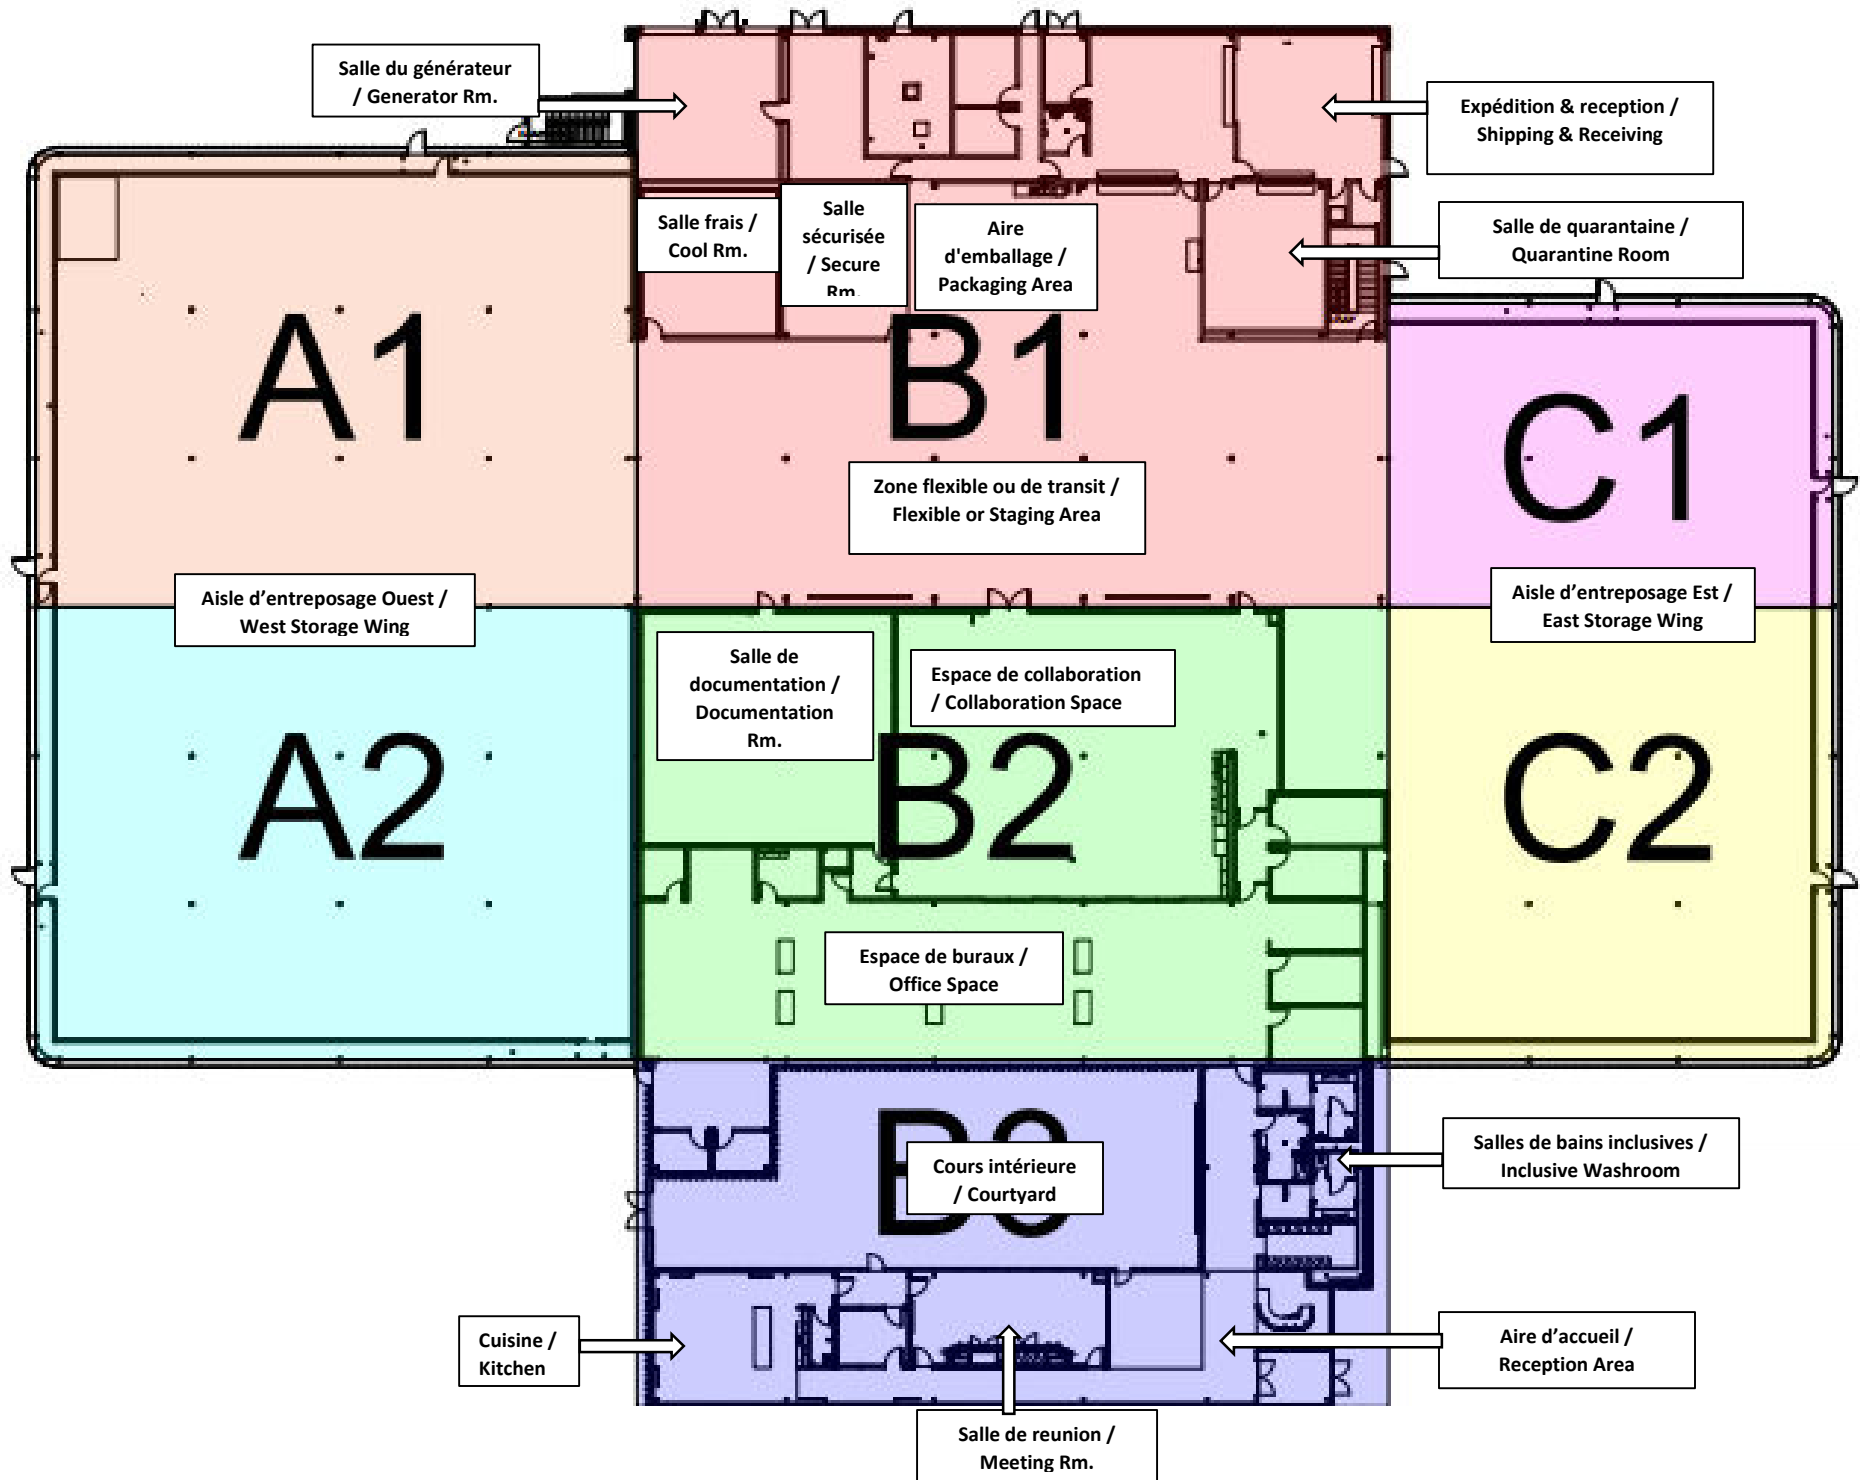 Salle du générateur
/ Generator Rm.
Expédition & reception /
Shipping & Receiving
Salle frais /
Cool Rm.
Salle
sécurisée
/ Secure
Rm.
Aire
d'emballage /
Packaging Area
Salle de quarantaine /
Quarantine Room
A1
B1
C1
Zone flexible ou de transit /
Flexible or Staging Area
Aisle d’entreposage Ouest /
West Storage Wing
Aisle d’entreposage Est /
East Storage Wing
Salle de
documentation /
Documentation
Rm.
Espace de collaboration
/ Collaboration Space
A2
B2
C2
Espace de buraux /
Office Space
B3
Cours intérieure
/ Courtyard
Salles de bains inclusives /
Inclusive Washroom
Cuisine /
Kitchen
Aire d’accueil /
Reception Area
Salle de reunion /
Meeting Rm.